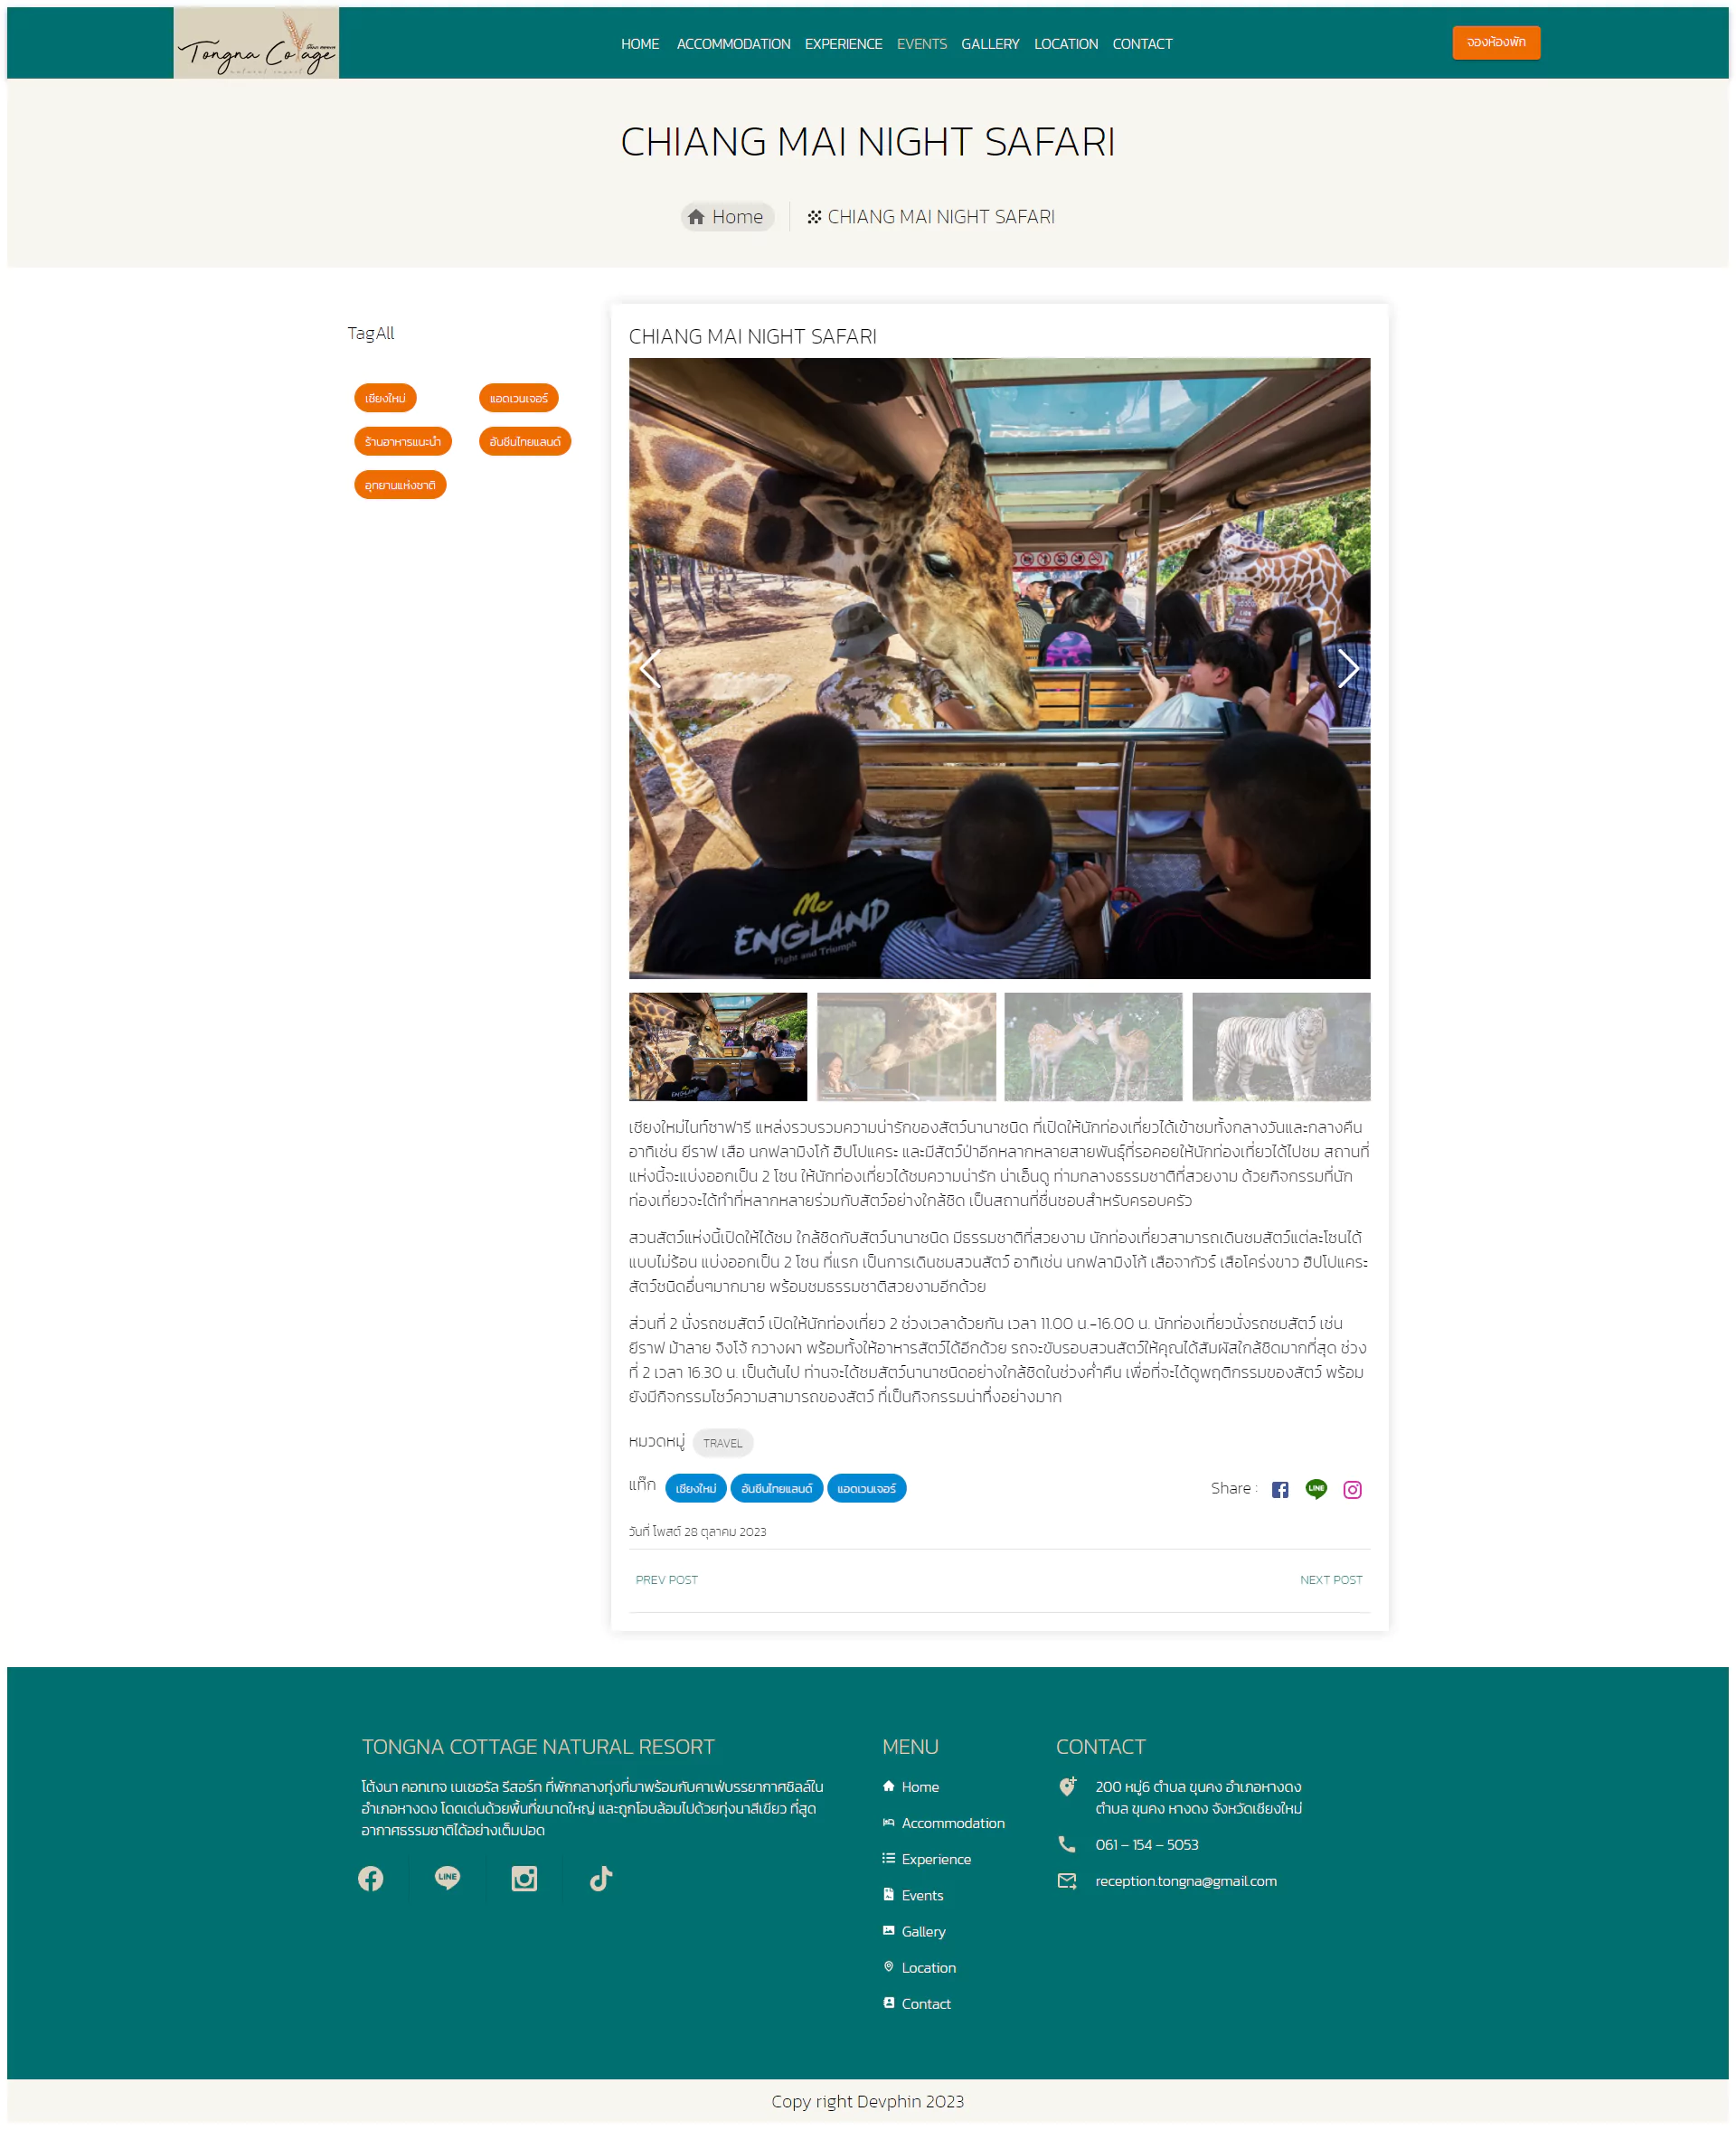 Tongna Cottage
natural resort
HOME ACCOMMODATION EXPERIENCE EVENTS GALLERY LOCATION CONTACT
จองห้องพัก
CHIANG MAI NIGHT SAFARI
Home
CHIANG MAI NIGHT SAFARI
TagAll
เชียงใหม่ แอดเวนเจอร์
ร้านอาหารแนะนำ อันซีนไทยแลนด์
อุทยานแห่งชาติ
CHIANG MAI NIGHT SAFARI
Mc
ENGLAND
Fight and Triumph
เชียงใหม่ไนท์ซาฟารี แหล่งรวบรวมความน่ารักของสัตว์นานาชนิด ที่เปิดให้นักท่องเที่ยวได้เข้าชมทั้งกลางวันและกลางคืน
อาทิเช่น ยีราฟ เสือ นกฟลามิงโก้ ฮิปโปแคระ และมีสัตว์ป่าอีกหลากหลายสายพันธุ์ที่รอคอยให้นักท่องเที่ยวได้ไปชม สถานที่
แห่งนี้จะแบ่งออกเป็น 2 โซน ให้นักท่องเที่ยวได้ชมความน่ารัก น่าเอ็นดู ท่ามกลางธรรมชาติที่สวยงาม ด้วยกิจกรรมที่นัก
ท่องเที่ยวจะได้ทำที่หลากหลายร่วมกับสัตว์อย่างใกล้ชิด เป็นสถานที่ชื่นชอบสำหรับครอบครัว
สวนสัตว์แห่งนี้เปิดให้ได้ชม ใกล้ชิดกับสัตว์นานาชนิด มีธรรมชาติที่สวยงาม นักท่องเที่ยวสามารถเดินชมสัตว์แต่ละโซนได้
แบบไม่ร้อน แบ่งออกเป็น 2 โซน ที่แรก เป็นการเดินชมสวนสัตว์ อาทิเช่น นกฟลามิงโก้ เสือจากัวร์ เสือโคร่งขาว ฮิปโปแคระ
สัตว์ชนิดอื่นๆมากมาย พร้อมชมธรรมชาติสวยงามอีกด้วย
ส่วนที่ 2 นั่งรถชมสัตว์ เปิดให้นักท่องเที่ยว 2 ช่วงเวลาด้วยกัน เวลา 11.00 น.-16.00 น. นักท่องเที่ยวนั่งรถชมสัตว์ เช่น
ยีราฟ ม้าลาย จิงโจ้ กวางผา พร้อมทั้งให้อาหารสัตว์ได้อีกด้วย รถจะขับรอบสวนสัตว์ให้คุณได้สัมผัสใกล้ชิดมากที่สุด ช่วง
ที่ 2 เวลา 16.30 น. เป็นต้นไป ท่านจะได้ชมสัตว์นานาชนิดอย่างใกล้ชิดในช่วงค่ำคืน เพื่อที่จะได้ดูพฤติกรรมของสัตว์ พร้อม
ยังมีกิจกรรมโชว์ความสามารถของสัตว์ ที่เป็นกิจกรรมน่าทึ่งอย่างมาก
หมวดหมู่ TRAVEL
แท็ก เชียงใหม่ อันซีนไทยแลนด์ แอดเวนเจอร์
Share :
LINE
วันที่ โพสต์ 28 ตุลาคม 2023
PREV POST
NEXT POST
TONGNA COTTAGE NATURAL RESORT
โต้งนา คอทเทจ เนเชอรัล รีสอร์ท ที่พักกลางทุ่งที่มาพร้อมกับคาเฟ่บรรยากาศชิลล์ใน
อำเภอหางดง โดดเด่นด้วยพื้นที่ขนาดใหญ่ และถูกโอบล้อมไปด้วยทุ่งนาสีเขียว ที่สูด
อากาศธรรมชาติได้อย่างเต็มปอด
LINE
MENU
Home
Accommodation
Experience
Events
Gallery
Location
Contact
CONTACT
200 หมู่6 ตำบล ขุนคง อำเภอหางดง
ตำบล ขุนคง หางดง จังหวัดเชียงใหม่
061 – 154 – 5053
reception.tongna@gmail.com
Copy right Devphin 2023